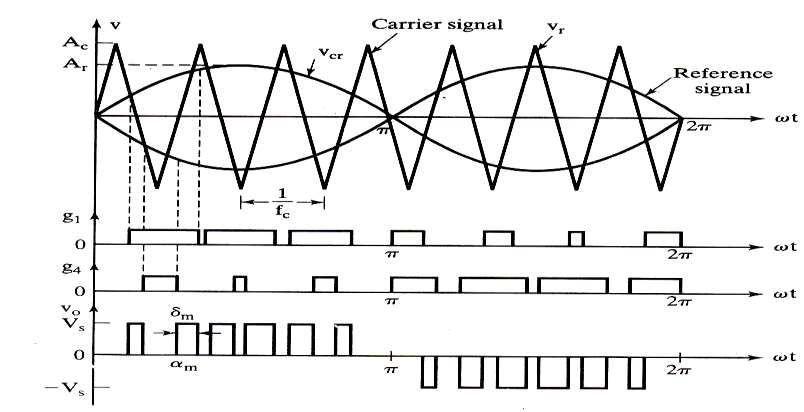 v
A_c
Carrier signal
v_r
A_r
v_cr
Reference
signal
π
2π
ωt
1
f_c
g_1
0
π
2π
ωt
g_4
0
π
2π
ωt
v_o
δ_m
V_s
0
α_m
π
2π
ωt
−V_s